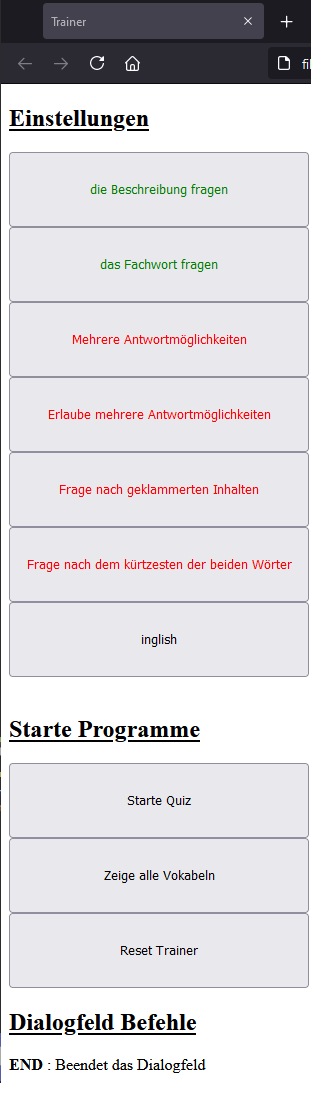 Trainer
fil
Einstellungen
die Beschreibung fragen
das Fachwort fragen
Mehrere Antwortmöglichkeiten
Erlaube mehrere Antwortmöglichkeiten
Frage nach geklammerten Inhalten
Frage nach dem kürtzesten der beiden Wörter
inglish
Starte Programme
Starte Quiz
Zeige alle Vokabeln
Reset Trainer
Dialogfeld Befehle
END : Beendet das Dialogfeld